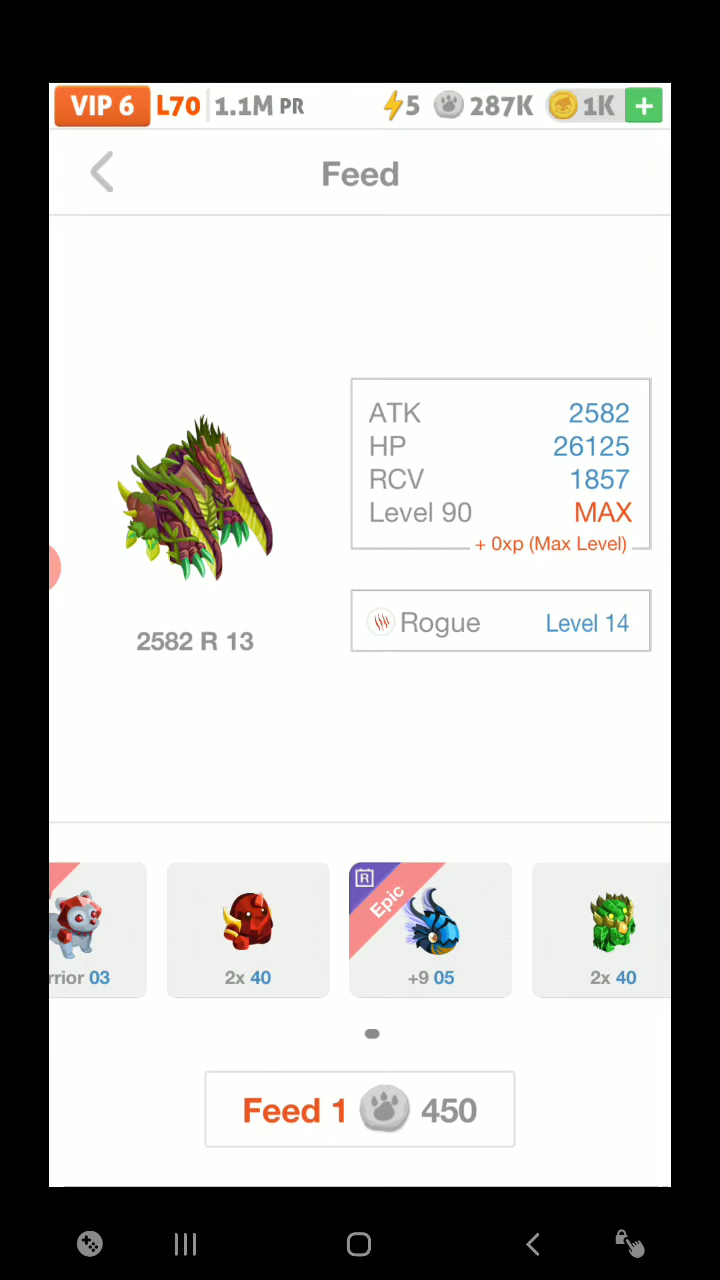 VIP 6 L70 1.1M PR 5 287K 1K +
Feed
ATK 2582
HP 26125
RCV 1857
Level 90 MAX
+ 0xp (Max Level)
2582 R 13
Rogue Level 14
rrior 03
2x 40
R
Epic
+9 05
2x 40
Feed 1 450